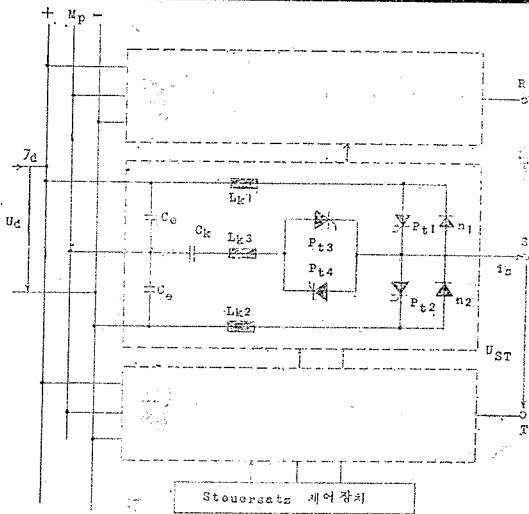 + Mp -
R
Jd
Lk1
Ud
Ce
Ck
Lk3
Pt3
Pt1
n1
S
Pt4
is
Ce
Pt2
n2
Lk2
UST
T
Steuersatz 제어장치